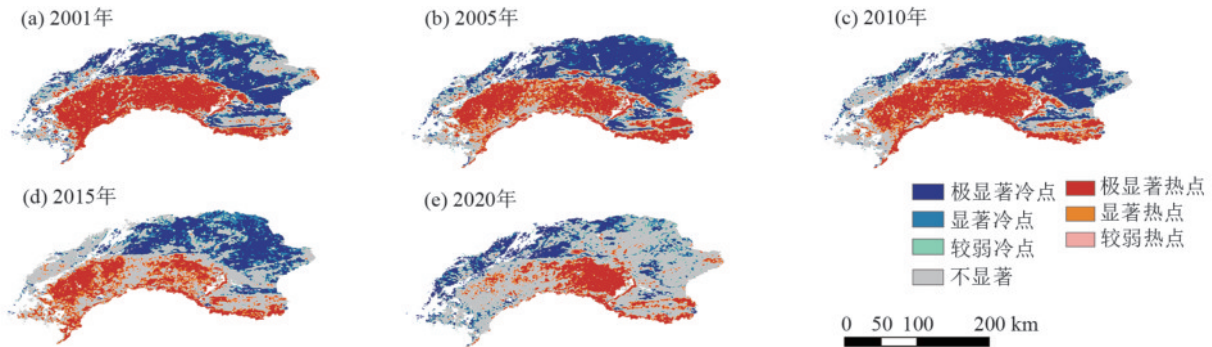 (a) 2001年
(b) 2005年
(c) 2010年
(d) 2015年
(e) 2020年
极显著冷点
极显著热点
显著冷点
显著热点
较弱冷点
较弱热点
不显著
0 50 100 200 km